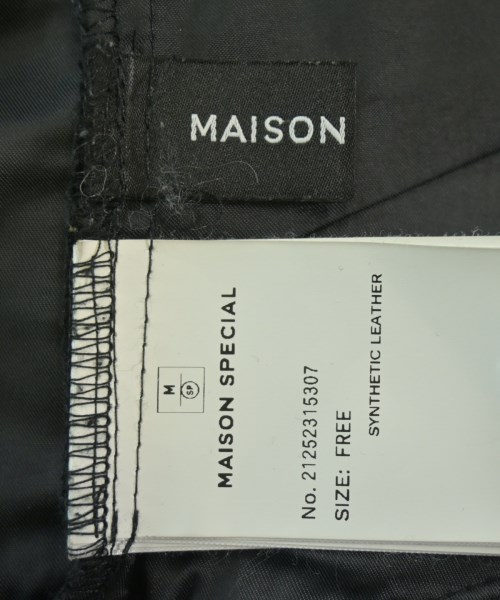 MAISON
M
SP
MAISON SPECIAL
No. 21252315307
SIZE: FREE
SYNTHETIC LEATHER